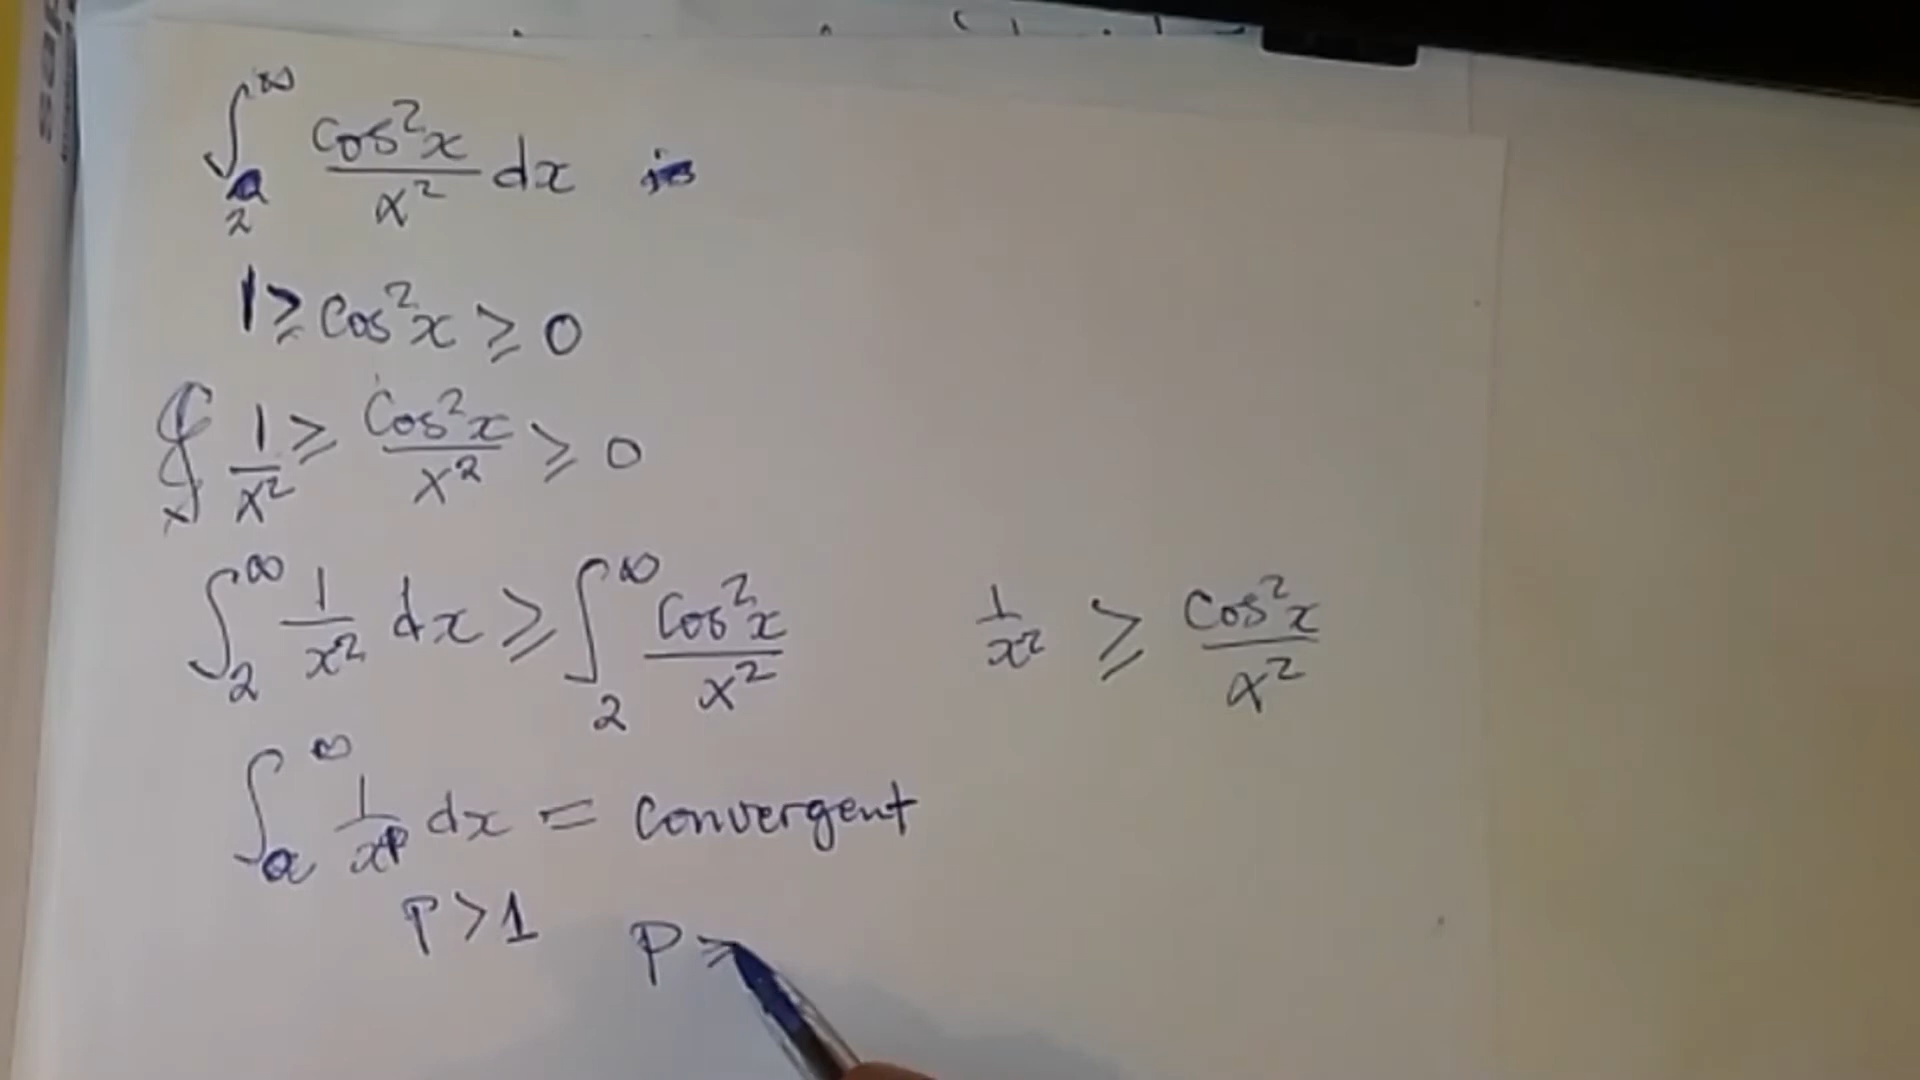 ∫₂^∞ cos²x/x² dx is
1 ≥ cos²x ≥ 0
1/x² ≥ cos²x/x² ≥ 0
∫₂^∞ 1/x² dx ≥ ∫₂^∞ cos²x/x²    1/x² ≥ cos²x/x²
∫ₐ^∞ 1/xᵖ dx = convergent
P>1    P ≥